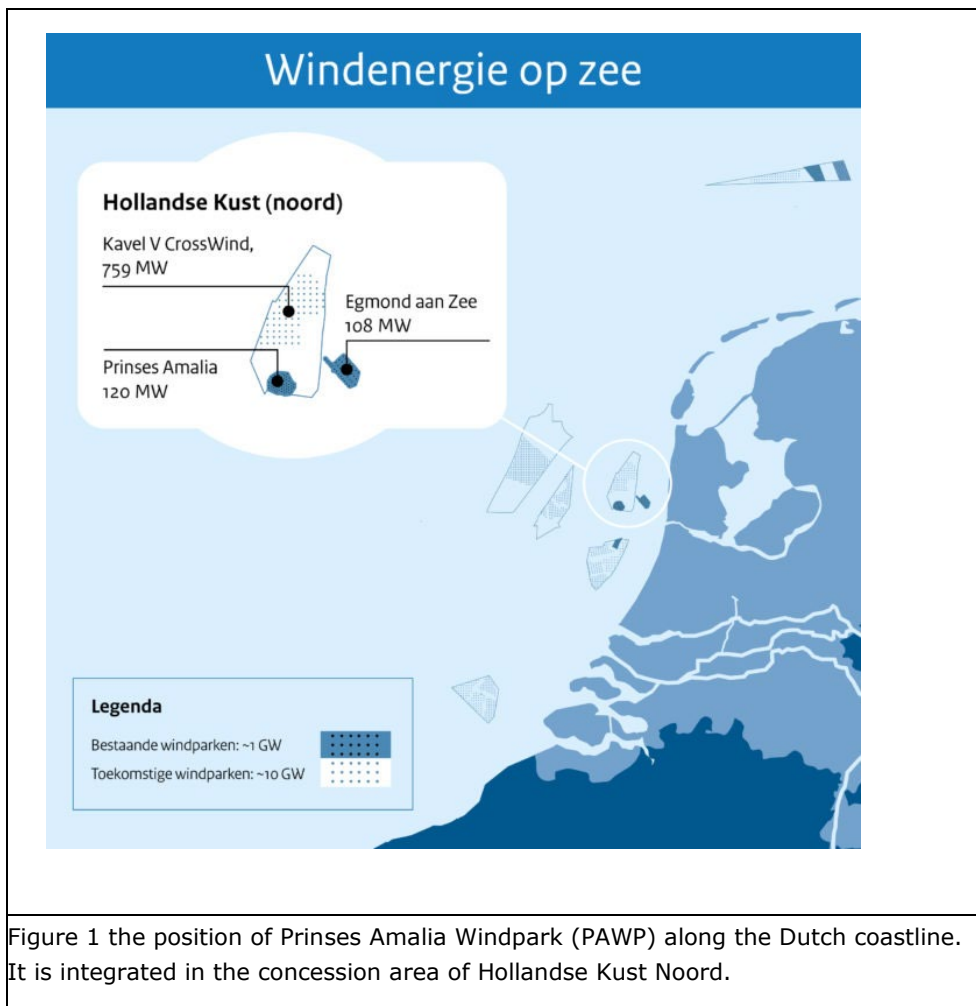 Windenergie op zee
Hollandse Kust (noord)
Kavel V CrossWind,
759 MW
Egmond aan Zee
108 MW
Prinses Amalia
120 MW
Legenda
Bestaande windparken: ~1 GW
Toekomstige windparken: ~10 GW
Figure 1 the position of Prinses Amalia Windpark (PAWP) along the Dutch coastline.
It is integrated in the concession area of Hollandse Kust Noord.